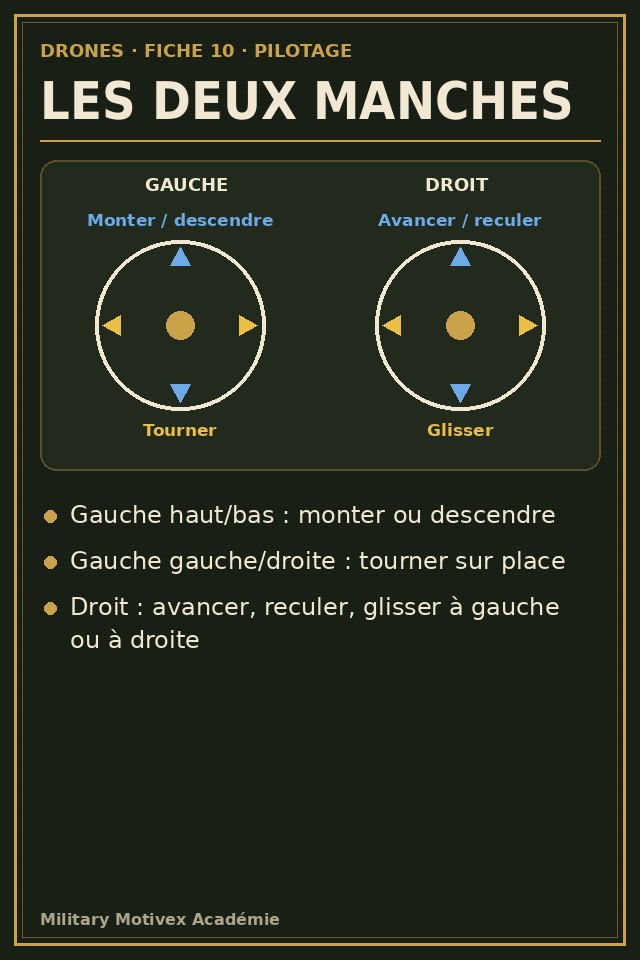 DRONES · FICHE 10 · PILOTAGE
LES DEUX MANCHES
GAUCHE
Monter / descendre
Tourner
DROIT
Avancer / reculer
Glisser
Gauche haut/bas : monter ou descendre
Gauche gauche/droite : tourner sur place
Droit : avancer, reculer, glisser à gauche
ou à droite
Military Motivex Académie